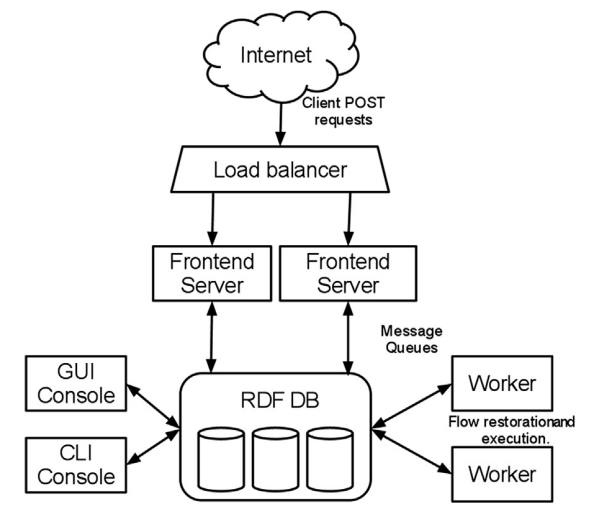 Internet
Client POST
requests
Load balancer
Frontend
Server
Frontend
Server
Message
Queues
GUI
Console
RDF DB
Worker
Flow restorationand
execution.
CLI
Console
Worker